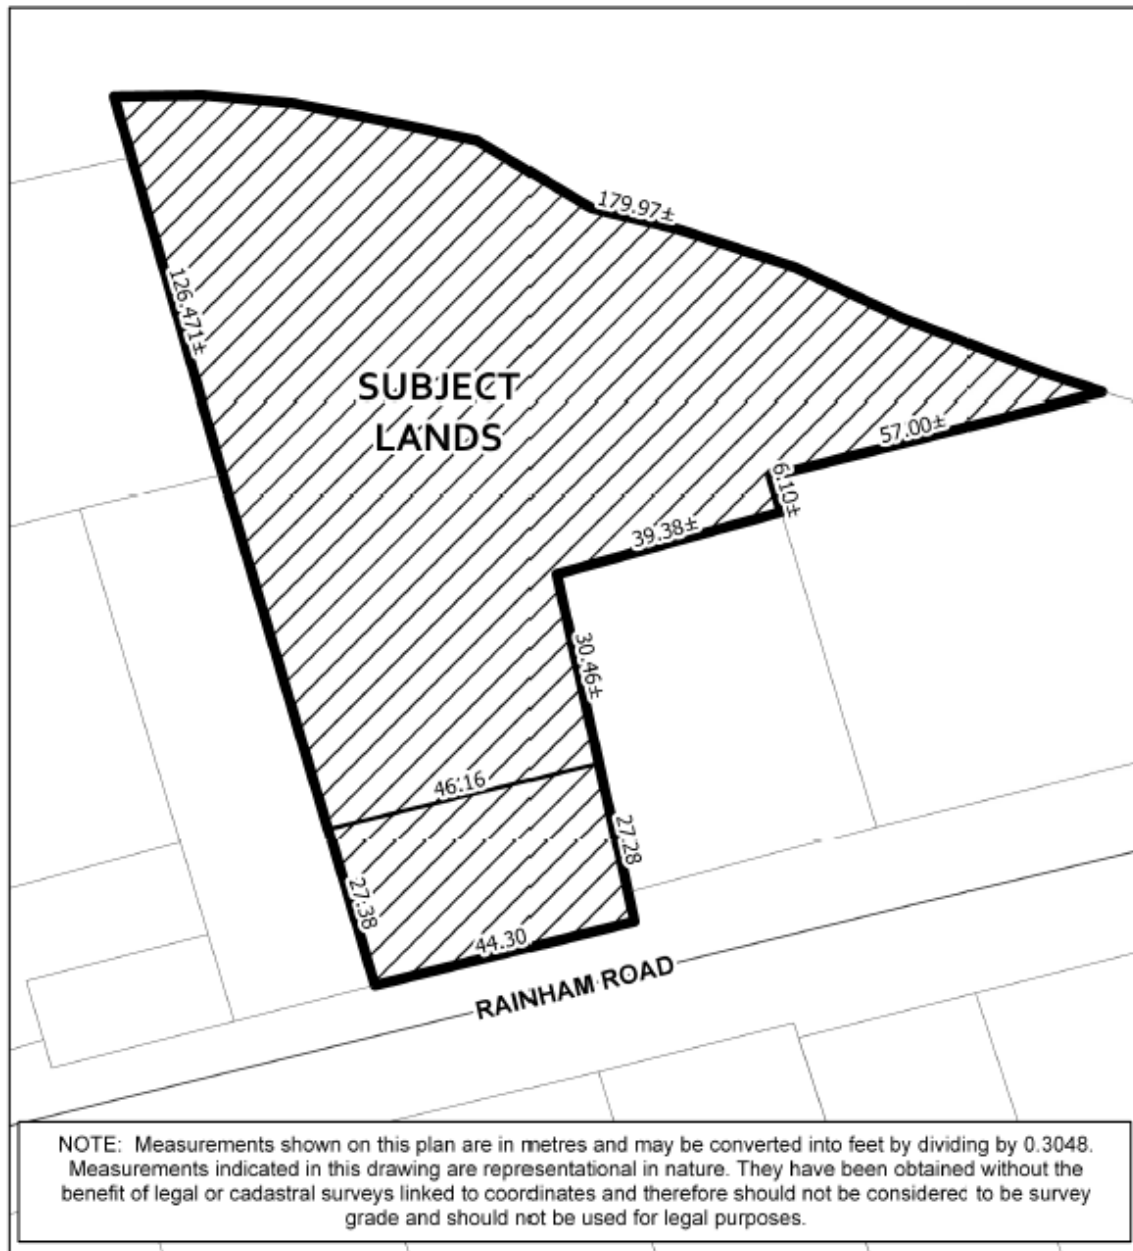 179.97±
126.471±
SUBJECT
LANDS
57.00±
6.10±
39.38±
30.46±
46.16
27.28
27.38
44.30
RAINHAM ROAD
NOTE: Measurements shown on this plan are in metres and may be converted into feet by dividing by 0.3048.
Measurements indicated in this drawing are representational in nature. They have been obtained without the
benefit of legal or cadastral surveys linked to coordinates and therefore should not be considered to be survey
grade and should not be used for legal purposes.